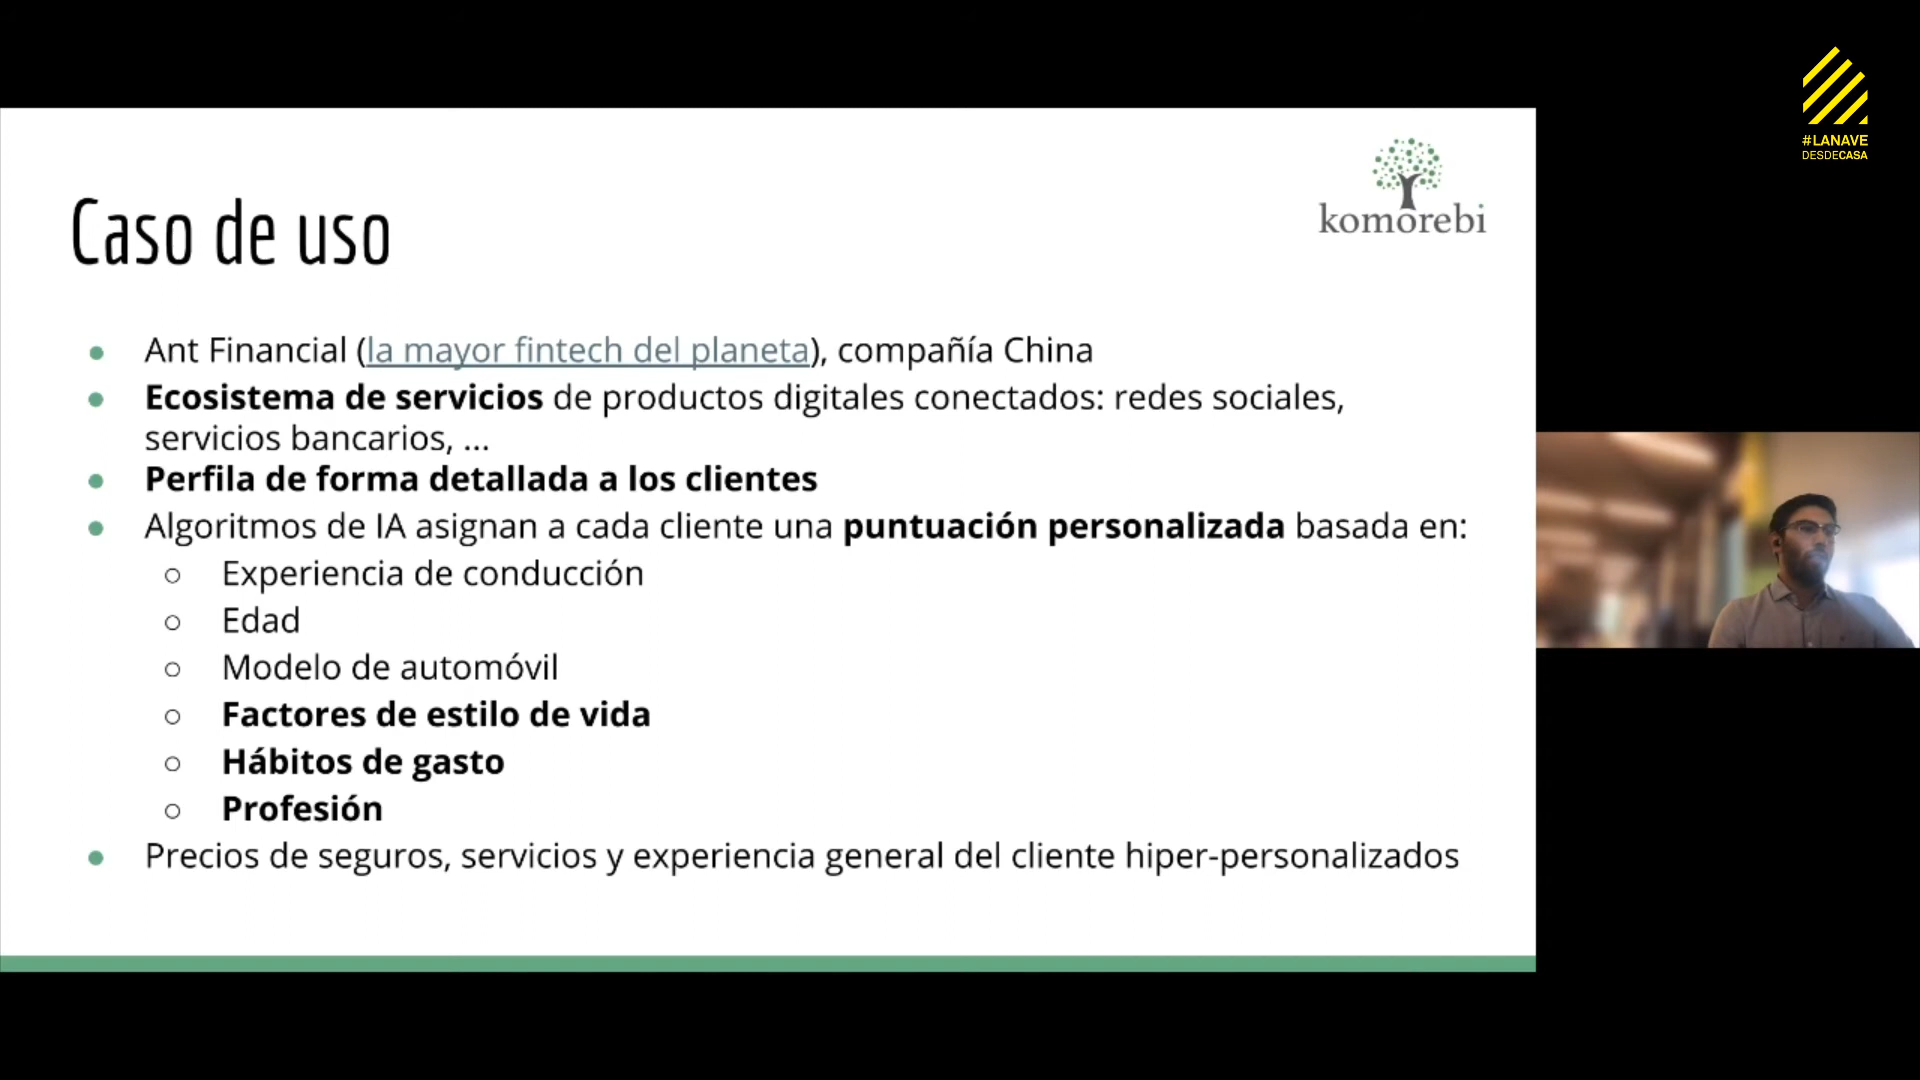 #LANAVE
DESDECASA
komorebi
Caso de uso
Ant Financial (la mayor fintech del planeta), compañía China
Ecosistema de servicios de productos digitales conectados: redes sociales,
servicios bancarios, ...
Perfila de forma detallada a los clientes
Algoritmos de IA asignan a cada cliente una puntuación personalizada basada en:
Experiencia de conducción
Edad
Modelo de automóvil
Factores de estilo de vida
Hábitos de gasto
Profesión
Precios de seguros, servicios y experiencia general del cliente hiper-personalizados